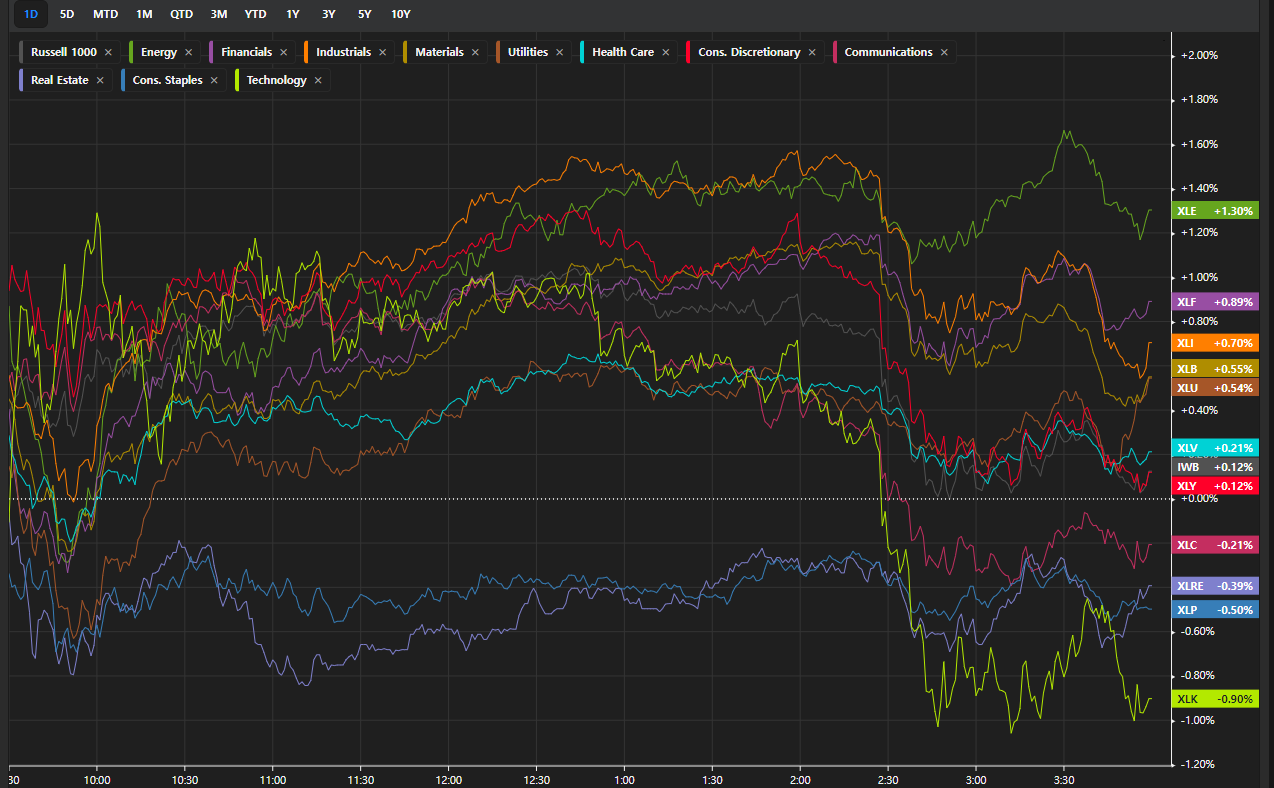 1D 5D MTD 1M QTD 3M YTD 1Y 3Y 5Y 10Y
Russell 1000 × Energy × Financials × Industrials × Materials × Utilities × Health Care × Cons. Discretionary × Communications ×
Real Estate × Cons. Staples × Technology ×
+2.00%
+1.80%
+1.60%
+1.40%
XLE +1.30%
+1.20%
+1.00%
XLF +0.89%
+0.80%
XLI +0.70%
XLB +0.55%
XLU +0.54%
+0.40%
XLV +0.21%
IWB +0.12%
XLY +0.12%
+0.00%
XLC -0.21%
XLRE -0.39%
XLP -0.50%
-0.60%
-0.80%
XLK -0.90%
-1.00%
-1.20%
30 10:00 10:30 11:00 11:30 12:00 12:30 1:00 1:30 2:00 2:30 3:00 3:30